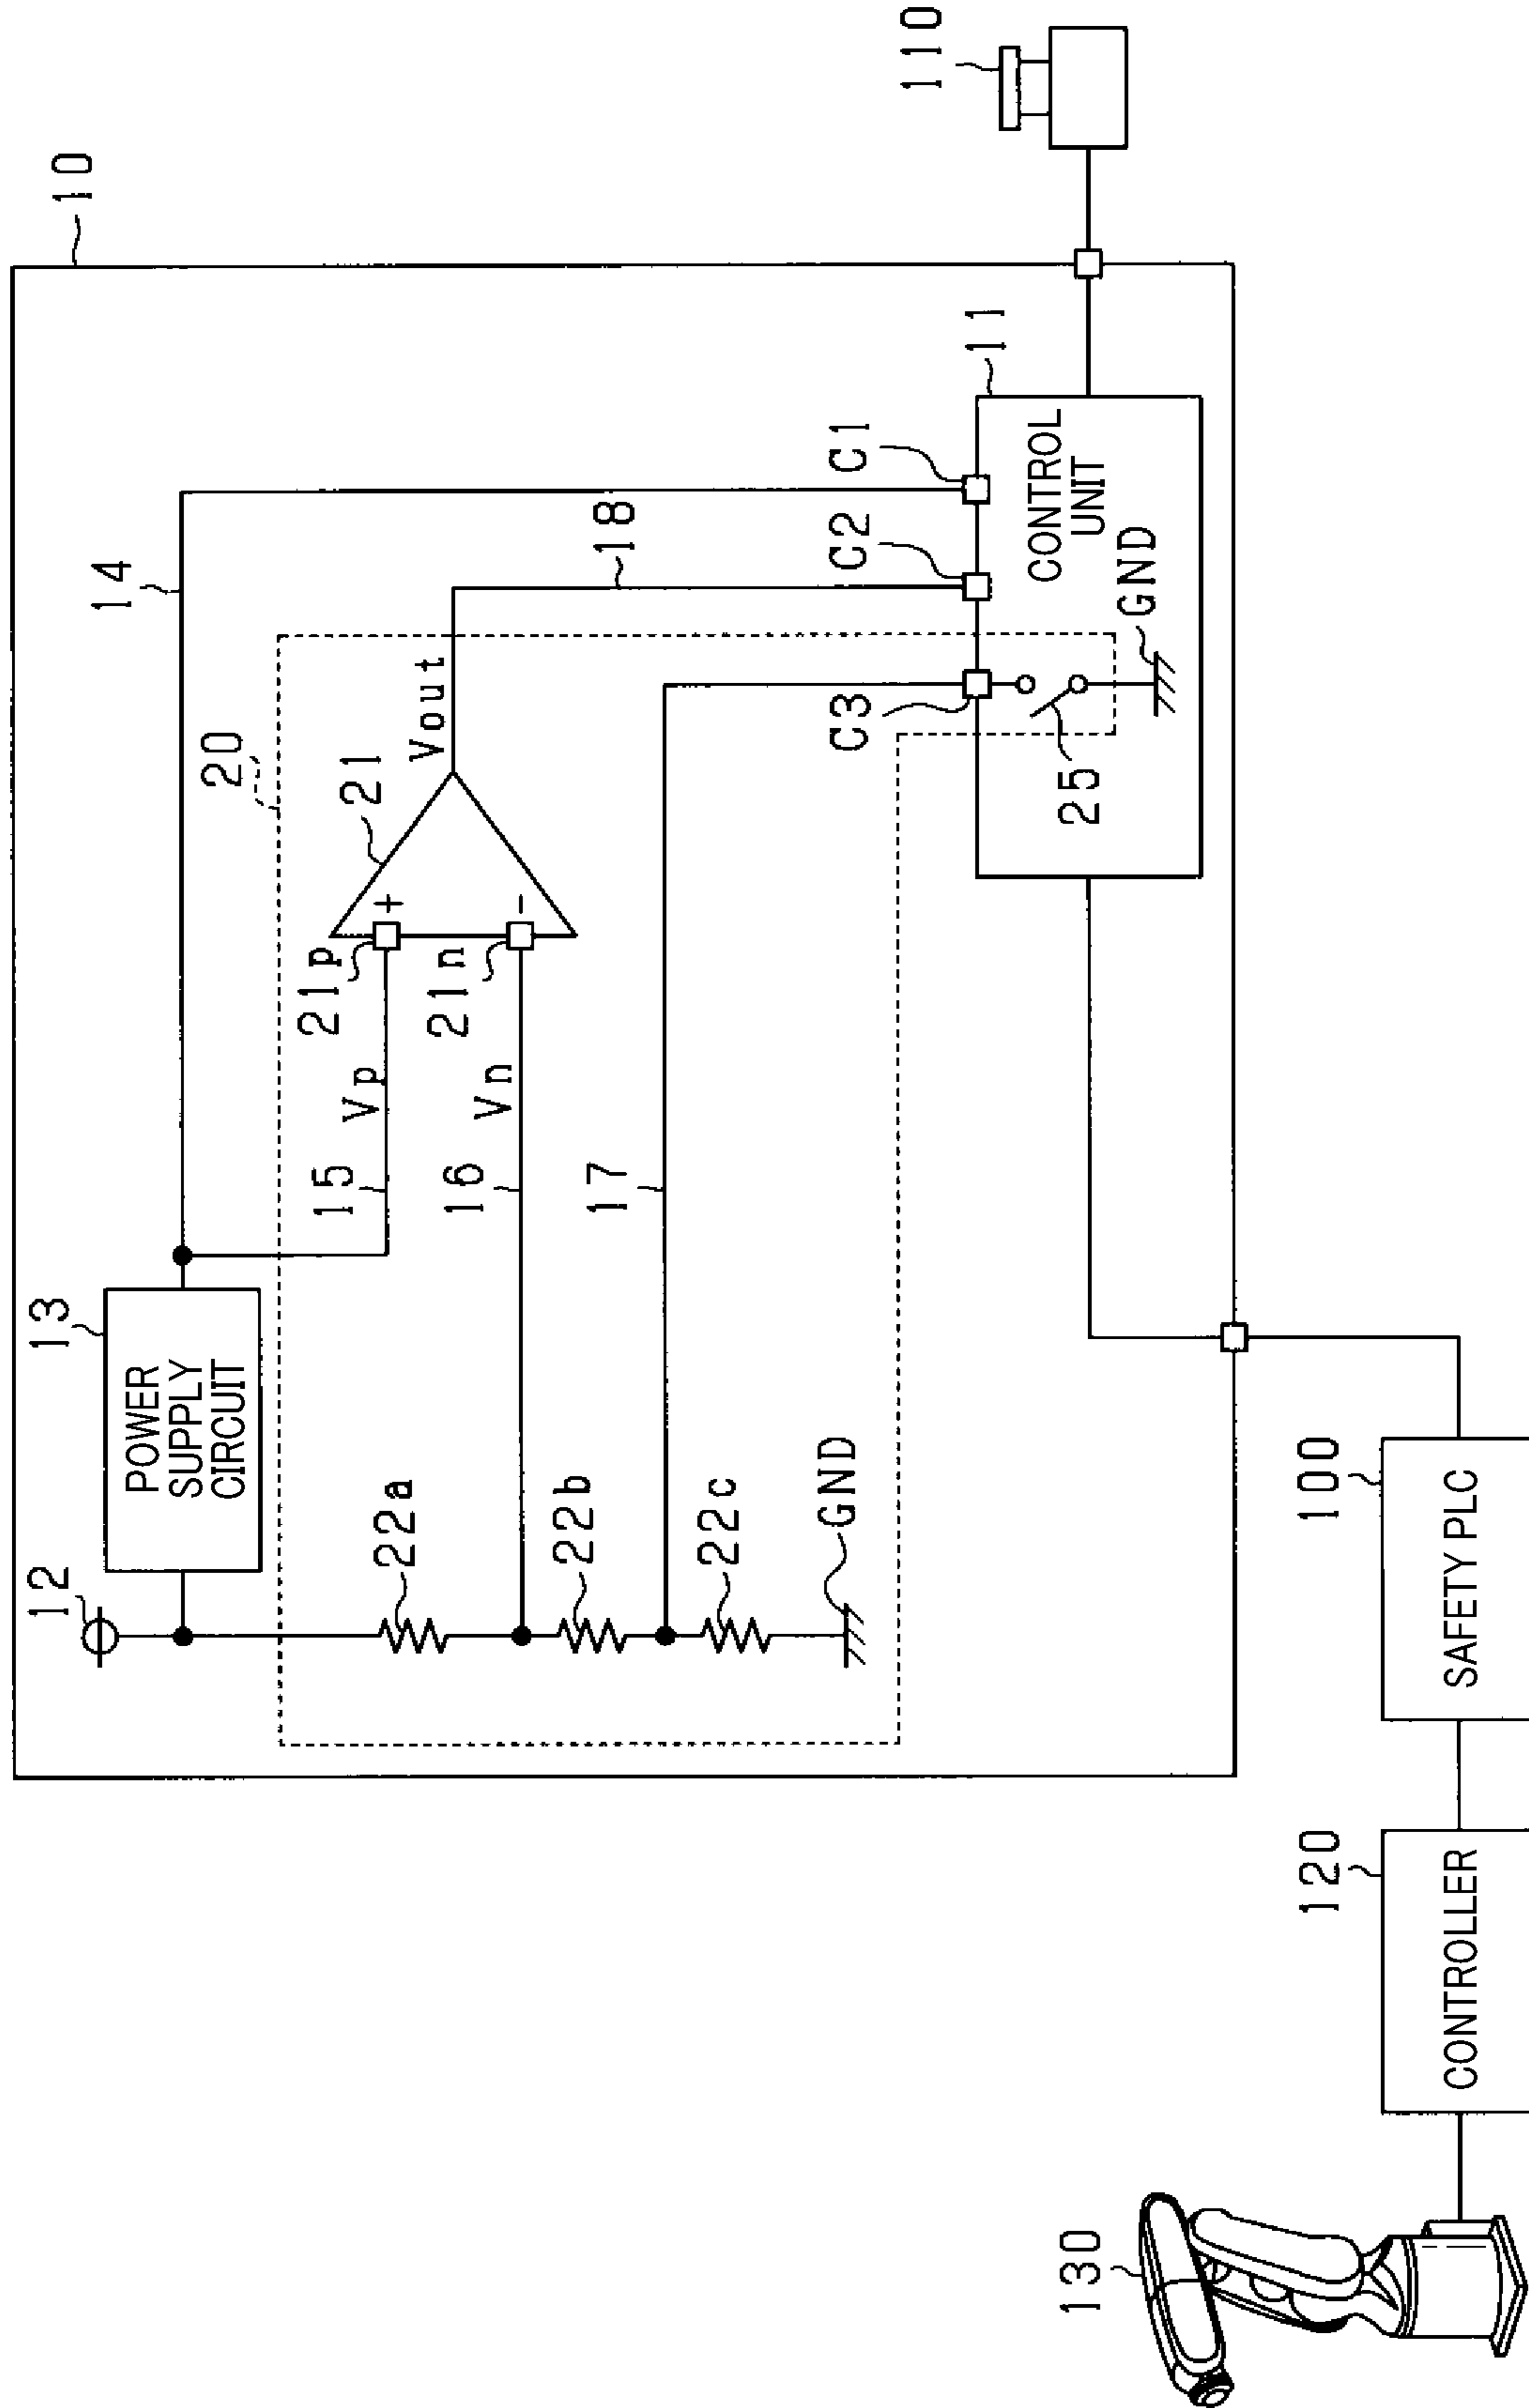 10
12
13
14
POWER
SUPPLY
CIRCUIT
20
15
Vp
21p
+
21
Vout
22a
16
Vn
21n
-
18
22b
17
22c
GND
C3
C2
C1
11
110
CONTROL
UNIT
25
GND
130
120
CONTROLLER
100
SAFETY PLC